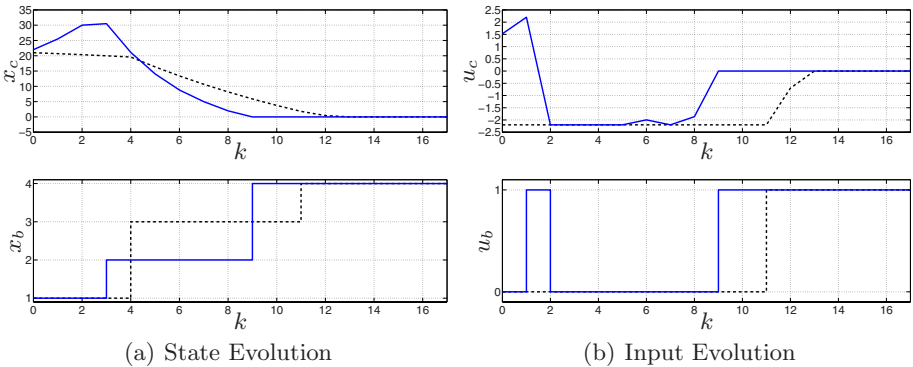 35
30
25
20
15
10
5
0
−5
x_c
0 2 4 6 8 10 12 14 16
k
4
3
2
1
x_b
0 2 4 6 8 10 12 14 16
k
(a) State Evolution
2.5
2
1.5
1
0.5
0
−0.5
−1
−1.5
−2
−2.5
u_c
0 2 4 6 8 10 12 14 16
k
1
0
u_b
0 2 4 6 8 10 12 14 16
k
(b) Input Evolution